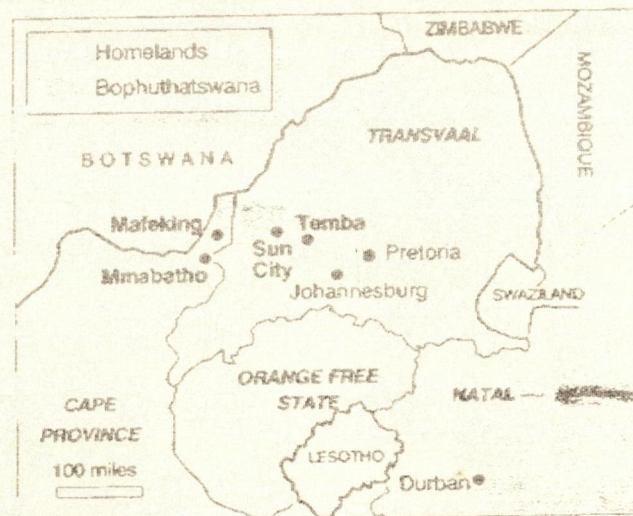 ZIMBABWE
Homelands
Bophuthatswana
MOZAMBIQUE
TRANSVAAL
BOTSWANA
Mafeking
Temba
Sun
City
Mmabatho
Pretoria
Johannesburg
SWAZILAND
ORANGE FREE
STATE
NATAL
CAPE
PROVINCE
LESOTHO
100 miles
Durban